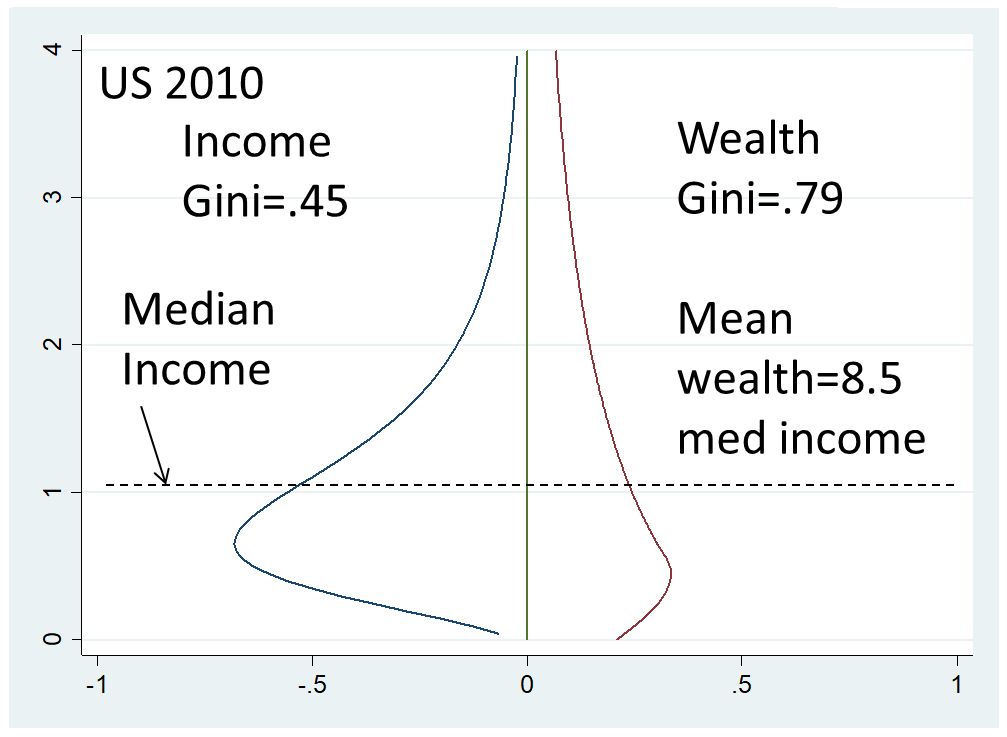 US 2010
Income
Gini=.45
Wealth
Gini=.79
Median
Income
Mean
wealth=8.5
med income
4
3
2
1
0
-1
-.5
0
.5
1